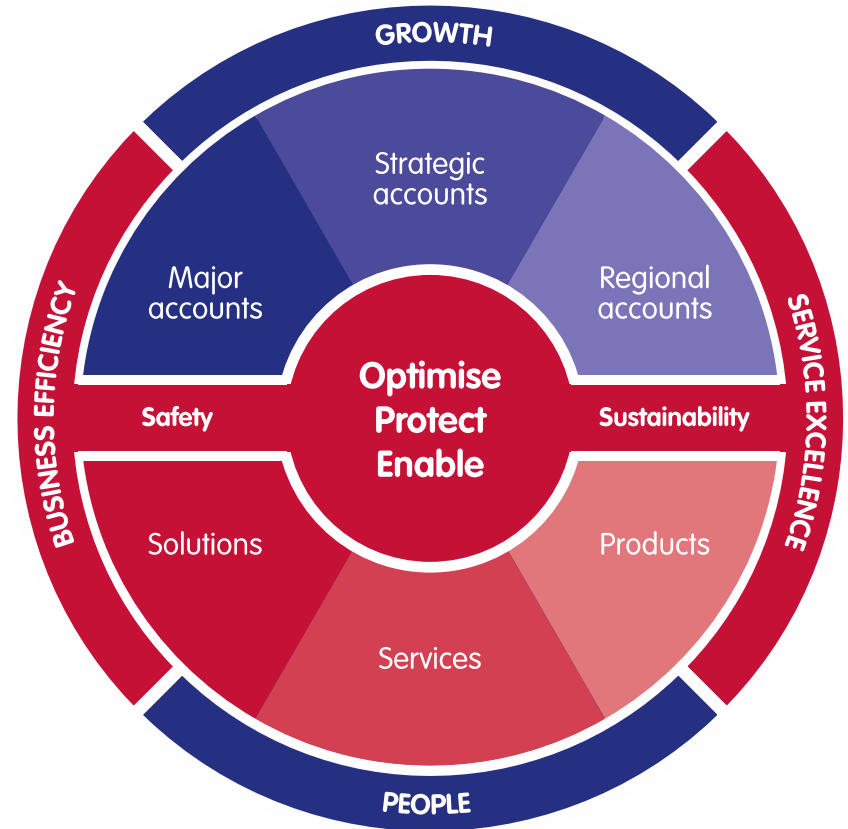 GROWTH
Strategic
accounts
Major
accounts
Regional
accounts
BUSINESS EFFICIENCY
SERVICE EXCELLENCE
Optimise
Protect
Enable
Safety
Sustainability
Solutions
Products
Services
PEOPLE